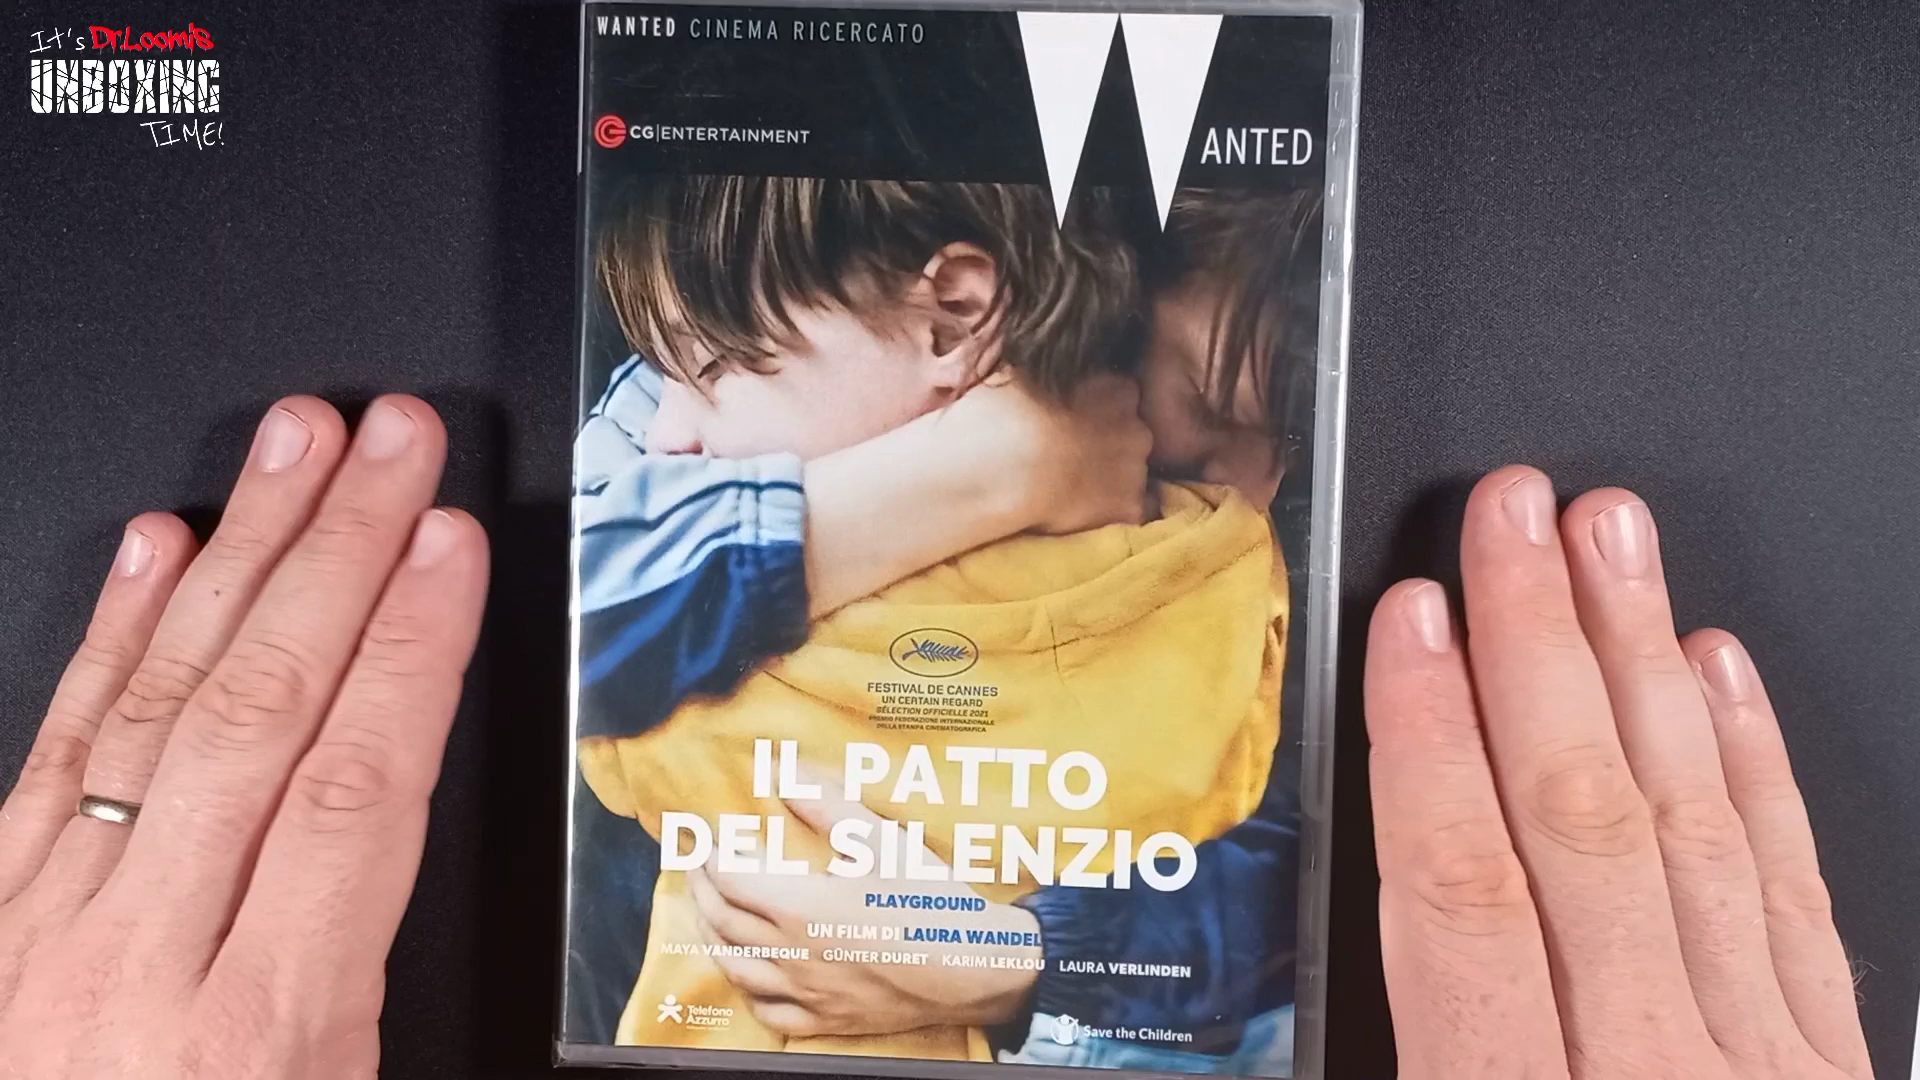 It's Dr.Loomis
UNBOXING
TIME!
WANTED CINEMA RICERCATO
CG|ENTERTAINMENT
WANTED
FESTIVAL DE CANNES
UN CERTAIN REGARD
SÉLECTION OFFICIELLE 2021
PREMIO FEDERAZIONE INTERNAZIONALE
DELLA STAMPA CINEMATOGRAFICA
IL PATTO
DEL SILENZIO
PLAYGROUND
UN FILM DI LAURA WANDEL
MAYA VANDERBEQUE GÜNTER DURET KARIM LEKLOU LAURA VERLINDEN
Telefono
Azzurro
Save the Children